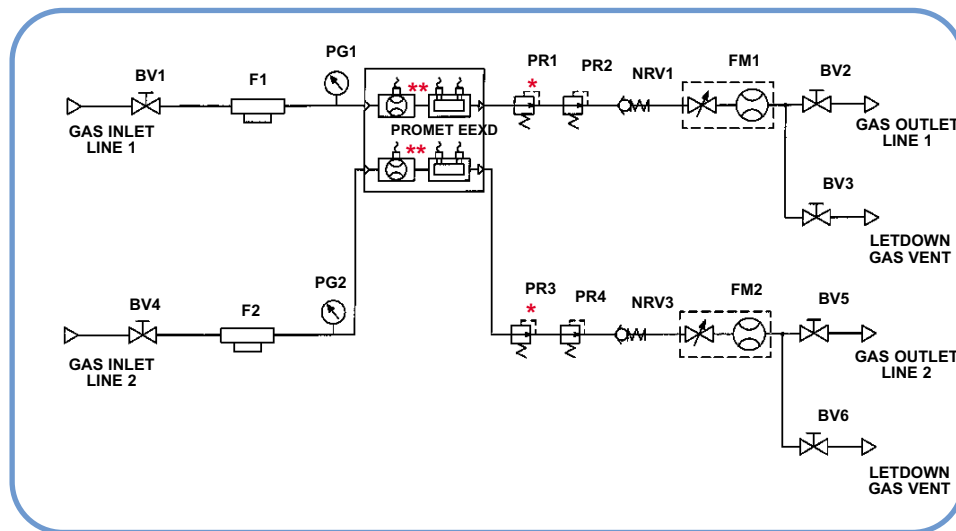 PG1
PR1
PR2
NRV1
FM1
BV2
BV1
F1
**
*
GAS INLET
LINE 1
PROMET EEXD
**
GAS OUTLET
LINE 1
BV3
LETDOWN
GAS VENT
PG2
PR3
PR4
NRV3
FM2
BV5
BV4
F2
*
GAS INLET
LINE 2
GAS OUTLET
LINE 2
BV6
LETDOWN
GAS VENT